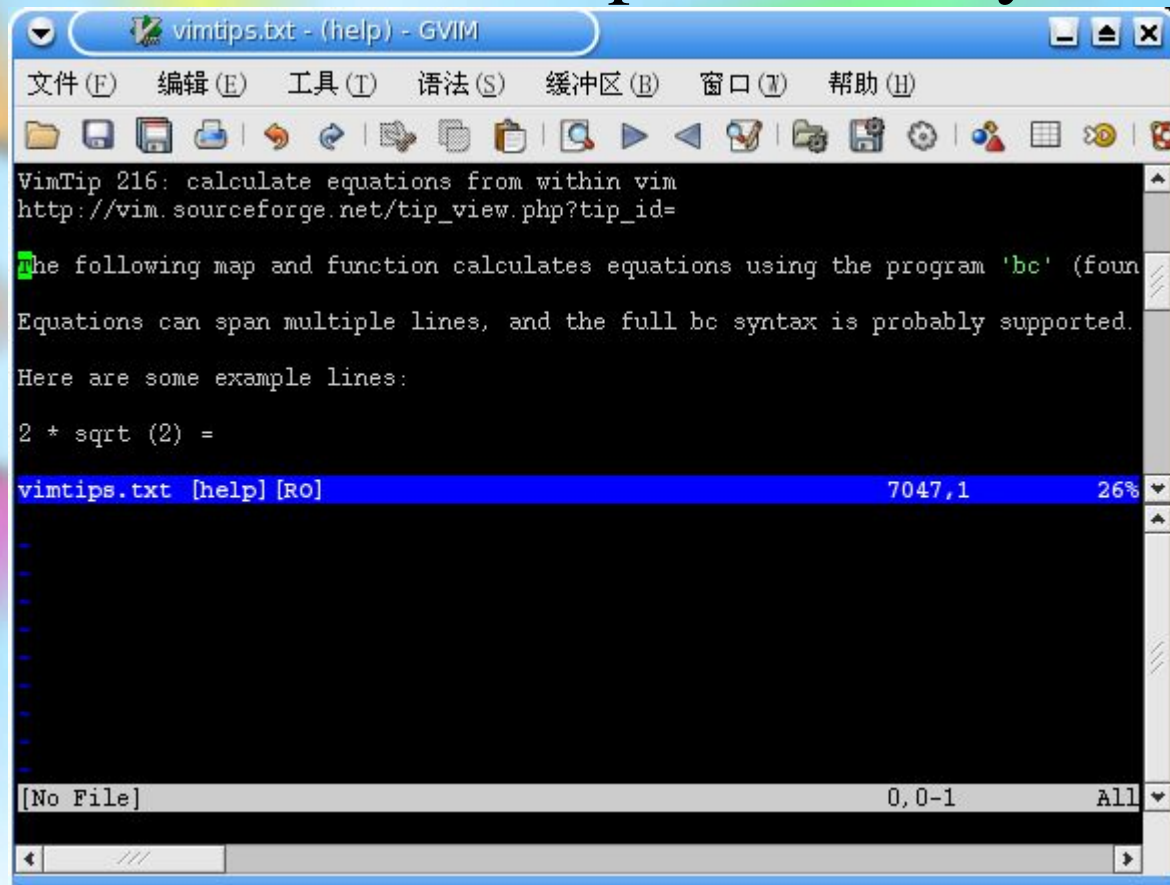 vimtips.txt - (help) - GVIM
文件(F) 编辑(E) 工具(T) 语法(S) 缓冲区(B) 窗口(W) 帮助(H)
VimTip 216: calculate equations from within vim
http://vim.sourceforge.net/tip_view.php?tip_id=
The following map and function calculates equations using the program 'bc' (foun
Equations can span multiple lines, and the full bc syntax is probably supported.
Here are some example lines:
2 * sqrt (2) =
vimtips.txt [help][RO] 7047,1 26%
~
~
~
~
~
~
~
~
~
[No File] 0,0-1 All